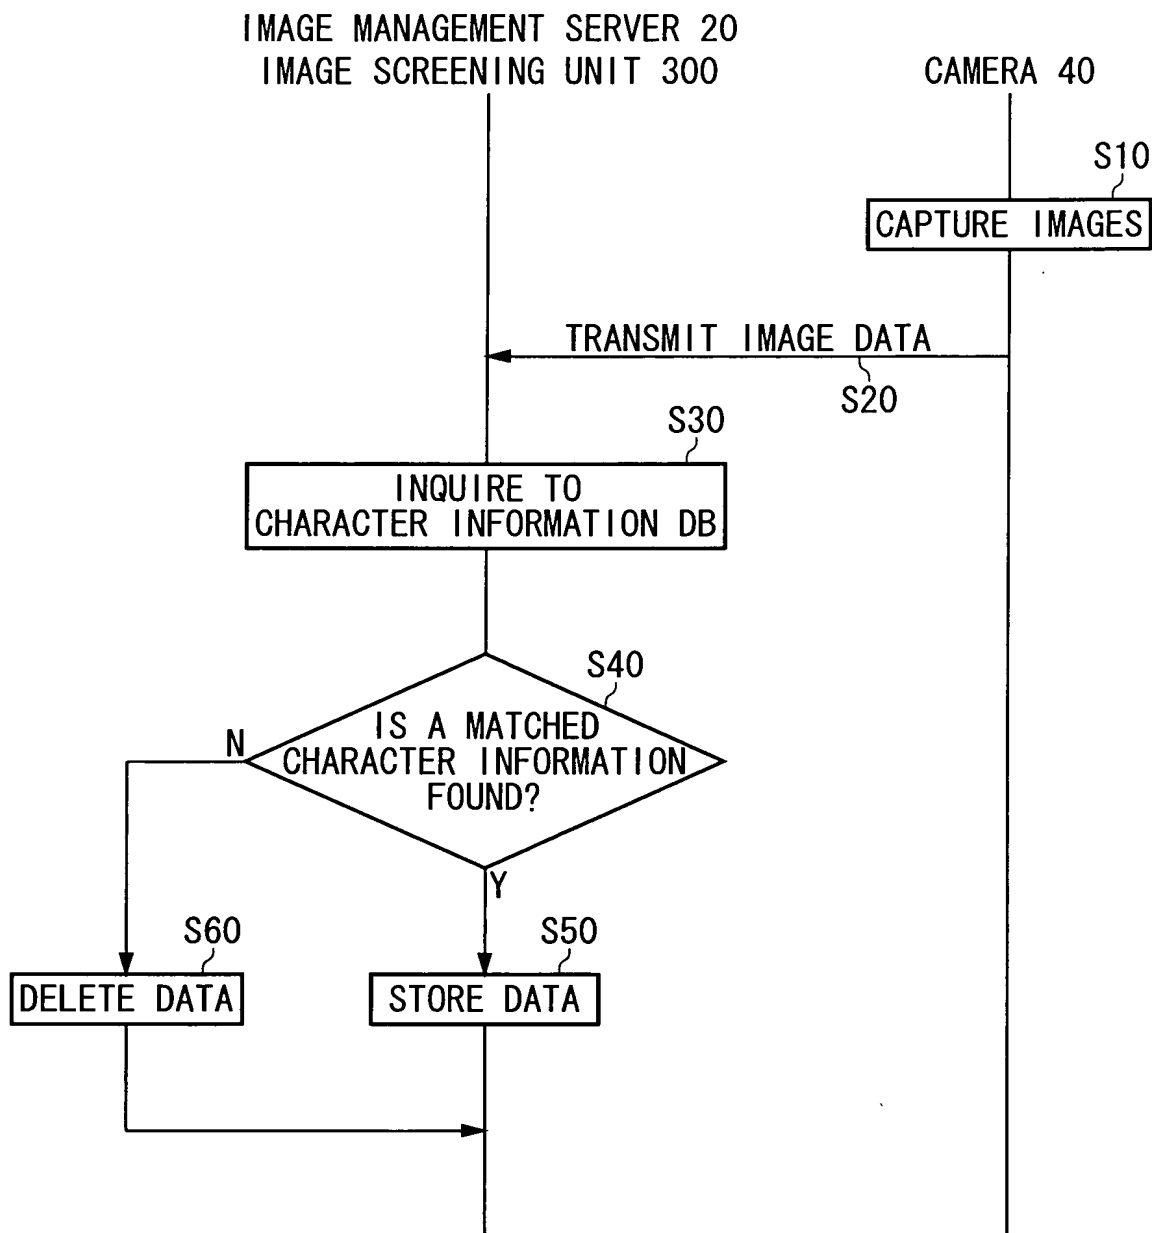 IMAGE MANAGEMENT SERVER 20
IMAGE SCREENING UNIT 300
CAMERA 40
S10
CAPTURE IMAGES
TRANSMIT IMAGE DATA
S20
S30
INQUIRE TO
CHARACTER INFORMATION DB
S40
IS A MATCHED
CHARACTER INFORMATION
FOUND?
N
Y
S60
DELETE DATA
S50
STORE DATA